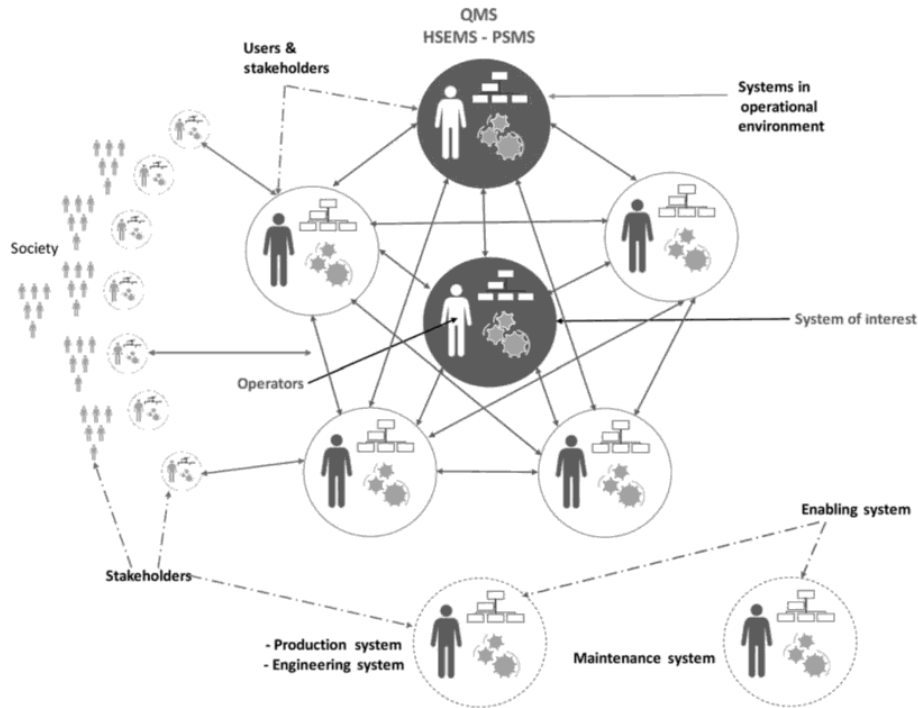 QMS
HSEMS - PSMS
Users &
stakeholders
Systems in
operational
environment
Society
System of interest
Operators
Enabling system
Stakeholders
- Production system
- Engineering system
Maintenance system